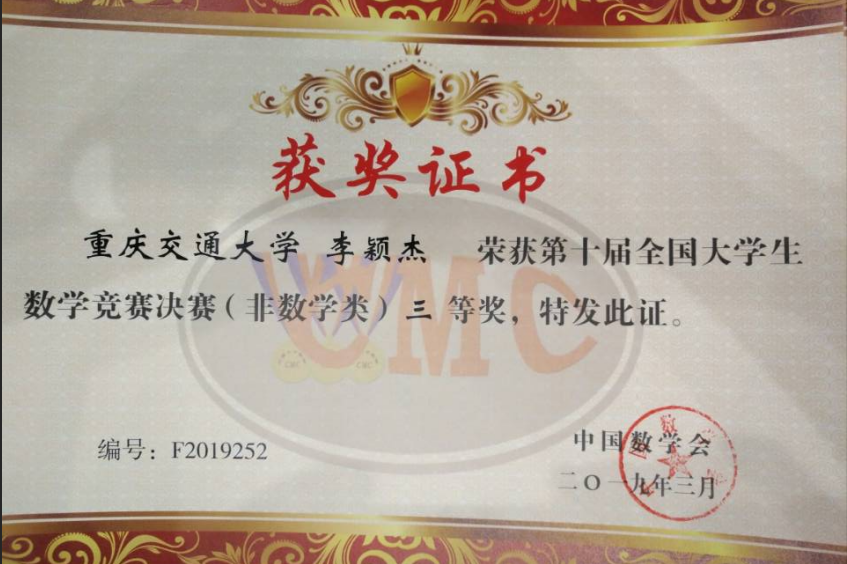 获奖证书
重庆交通大学 李颖杰 荣获第十届全国大学生
数学竞赛决赛（非数学类）三等奖，特发此证。
CMC
编号：F2019252
中国数学会
二〇一九年三月